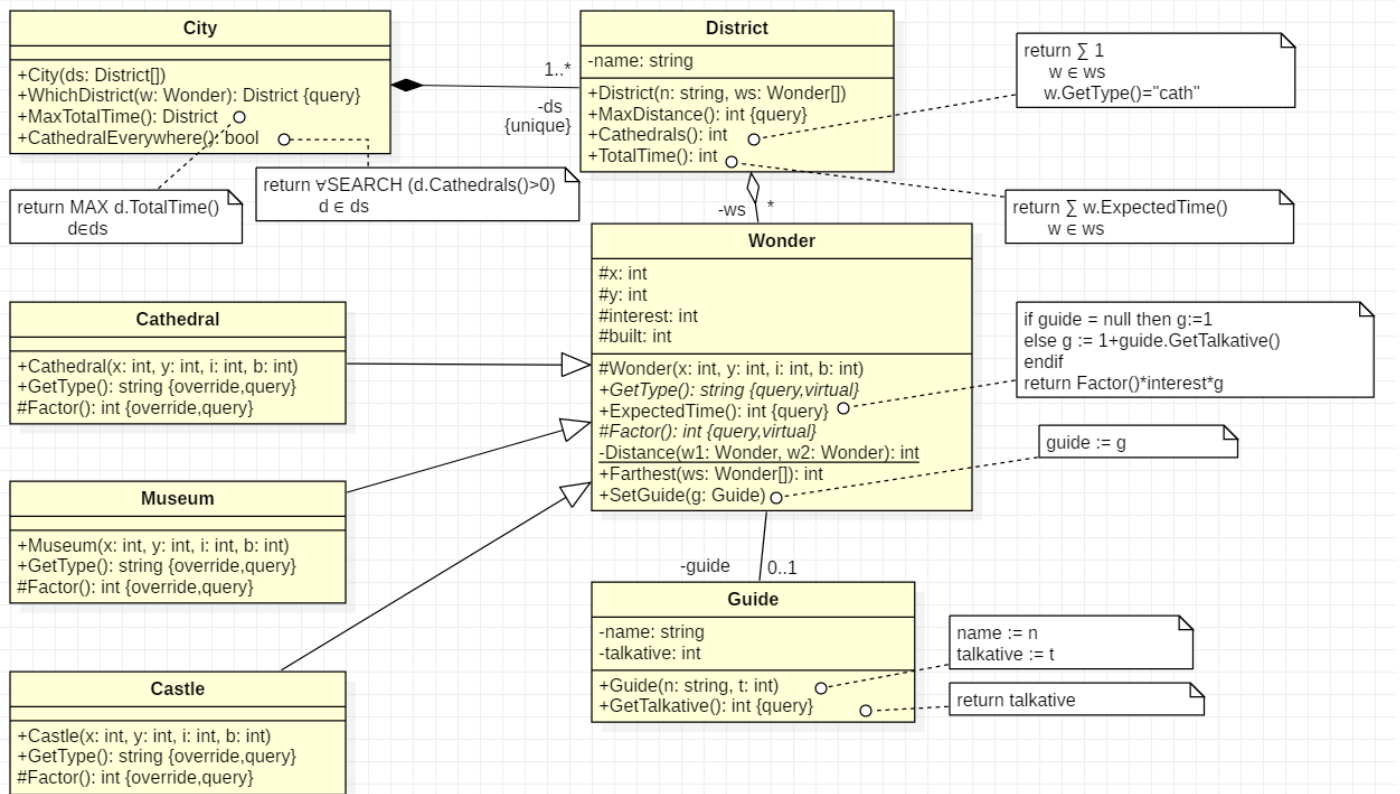 City
+City(ds: District[])
+WhichDistrict(w: Wonder): District {query}
+MaxTotalTime(): District
+CathedralEverywhere(): bool
1..*
-ds
{unique}
District
-name: string
+District(n: string, ws: Wonder[])
+MaxDistance(): int {query}
+Cathedrals(): int
+TotalTime(): int
return ∑ 1
w ∈ ws
w.GetType()="cath"
return MAX d.TotalTime()
d∈ds
return ∀SEARCH (d.Cathedrals()>0)
d ∈ ds
-ws *
return ∑ w.ExpectedTime()
w ∈ ws
Wonder
#x: int
#y: int
#interest: int
#built: int
#Wonder(x: int, y: int, i: int, b: int)
+GetType(): string {query,virtual}
+ExpectedTime(): int {query}
#Factor(): int {query,virtual}
-Distance(w1: Wonder, w2: Wonder): int
+Farthest(ws: Wonder[]): int
+SetGuide(g: Guide)
if guide = null then g:=1
else g := 1+guide.GetTalkative()
endif
return Factor()*interest*g
guide := g
Cathedral
+Cathedral(x: int, y: int, i: int, b: int)
+GetType(): string {override,query}
#Factor(): int {override,query}
Museum
+Museum(x: int, y: int, i: int, b: int)
+GetType(): string {override,query}
#Factor(): int {override,query}
-guide 0..1
Guide
-name: string
-talkative: int
+Guide(n: string, t: int)
+GetTalkative(): int {query}
name := n
talkative := t
return talkative
Castle
+Castle(x: int, y: int, i: int, b: int)
+GetType(): string {override,query}
#Factor(): int {override,query}